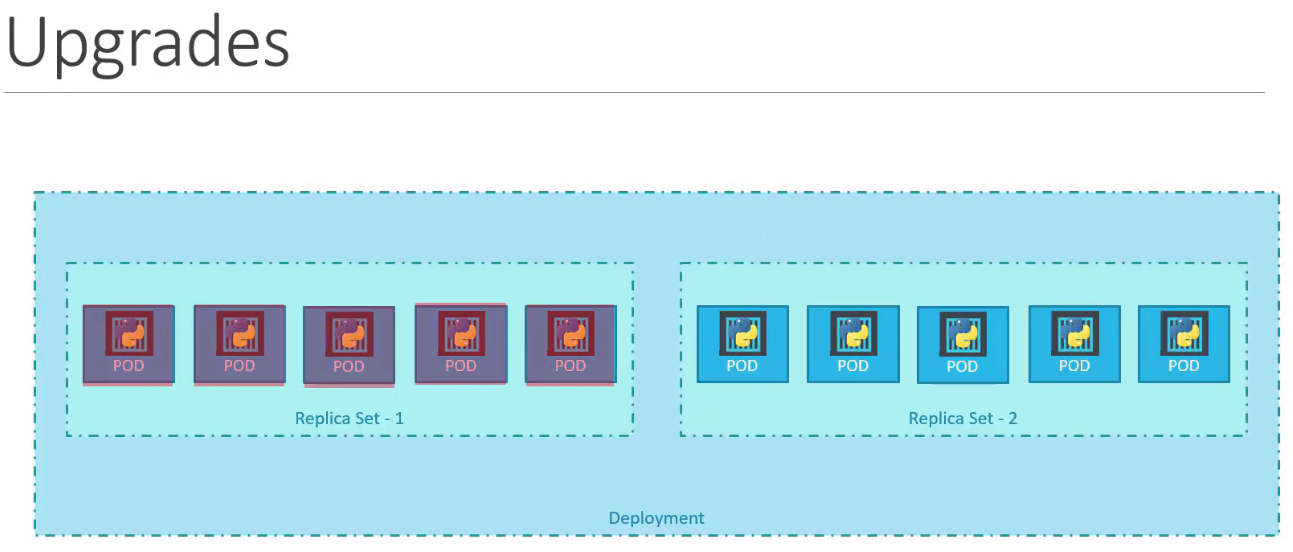 Upgrades
POD POD POD POD POD POD POD POD POD POD
Replica Set - 1 Replica Set - 2
Deployment